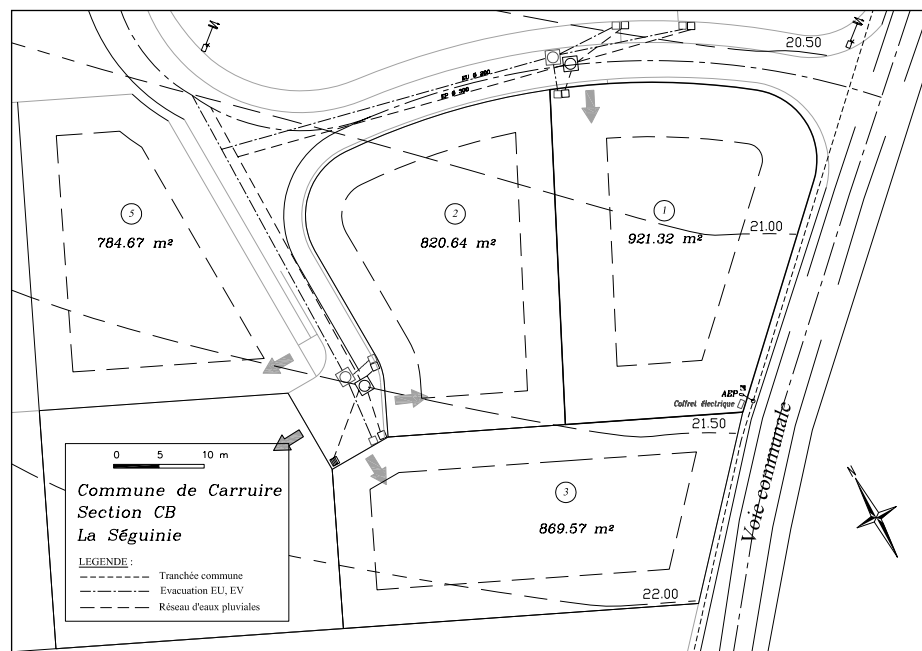 N
N
20.50
EU ø 200
EP ø 300
5
784.67 m²
2
820.64 m²
1
921.32 m²
21.00
AEP
Coffret électrique
21.50
Voie communale
0 5 10 m
Commune de Carruire
Section CB
La Séguinie
LEGENDE :
Tranchée commune
Evacuation EU, EV
Réseau d'eaux pluviales
3
869.57 m²
N
22.00